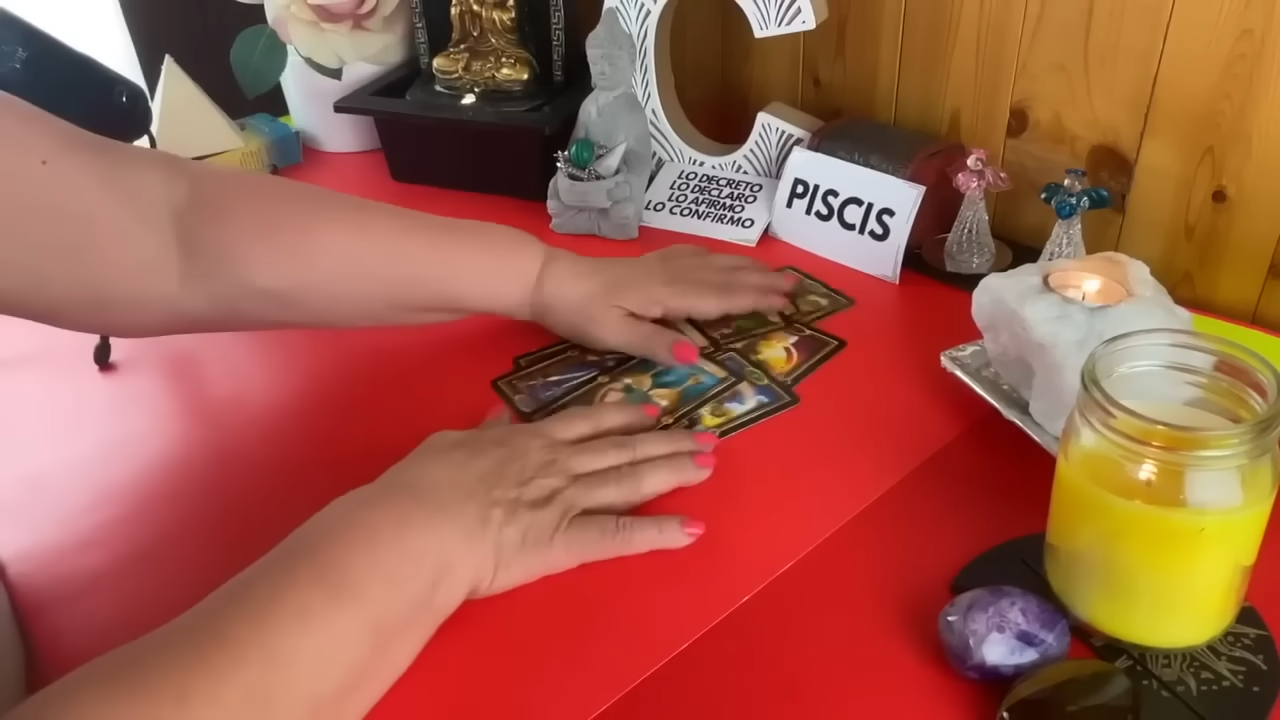 C
LO DECRETO
LO DECLARO
LO AFIRMO
LO CONFIRMO
PISCIS